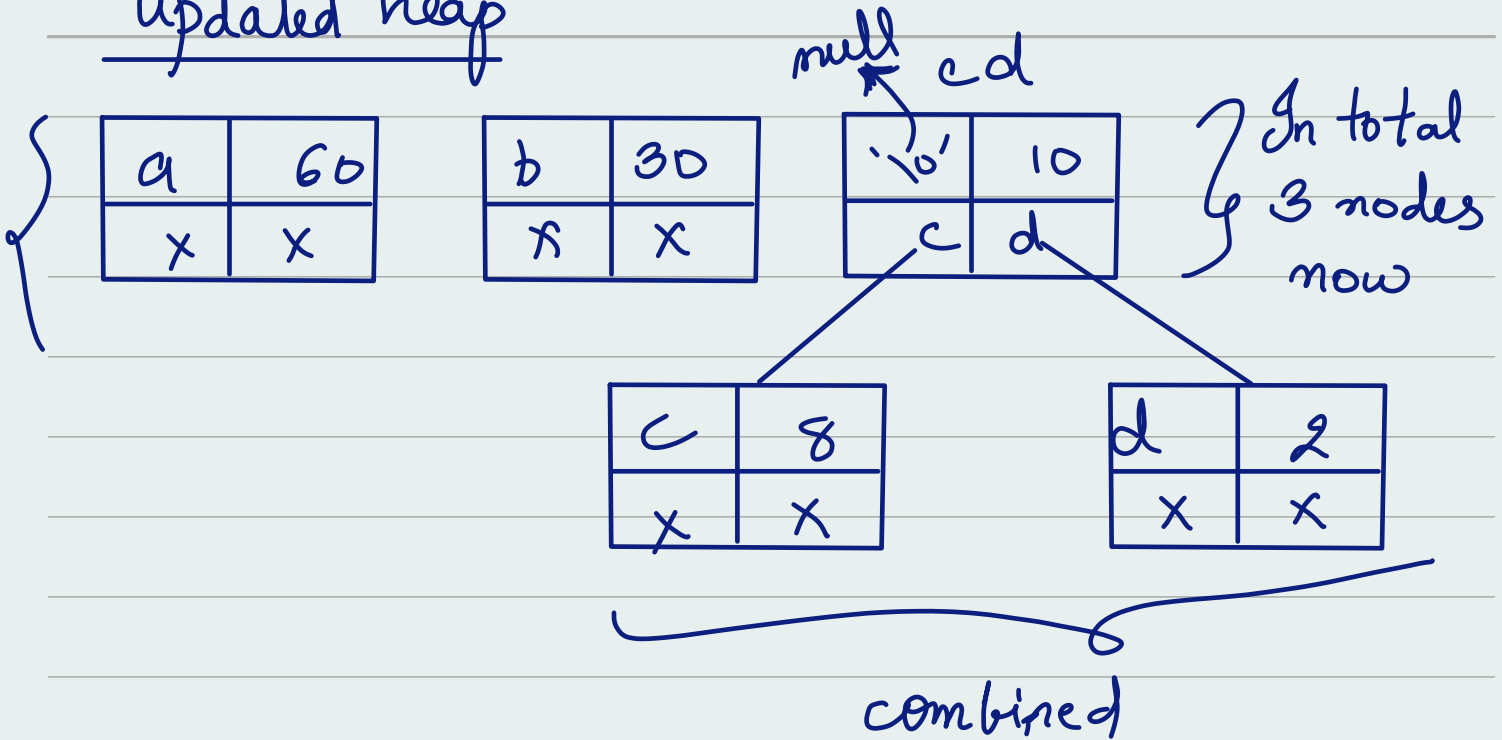 Updated heap
null cd
a 60
x x
b 30
x x
'\0' 10
c d
In total
3 nodes
now
c 8
x x
d 2
x x
combined